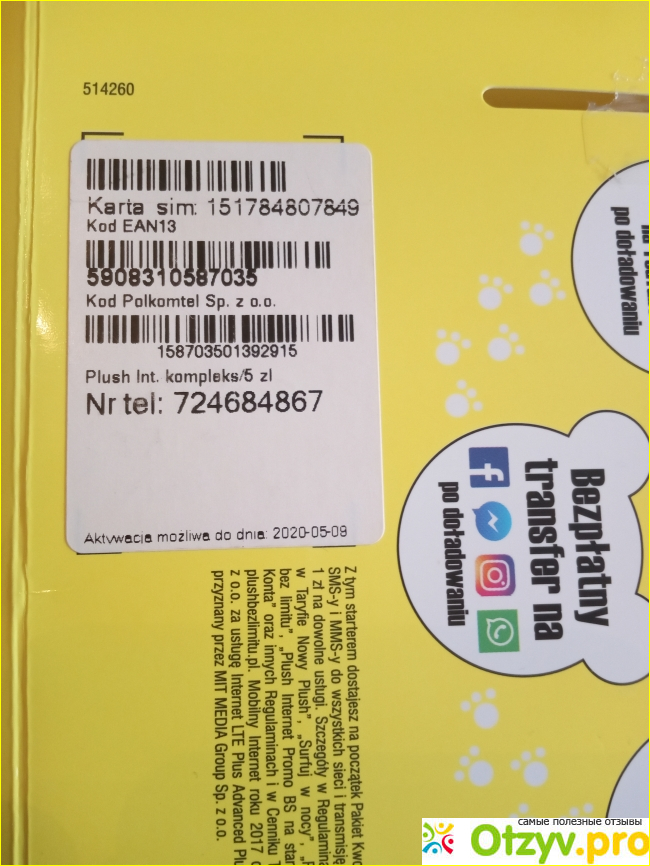 514260
Karta sim: 151784807849
Kod EAN13
5908310587035
Kod Polkomtel Sp. z o.o.
158703501392915
Plush Int. kompleks/5 zl
Nr tel: 724684867
Aktywacja możliwa do dnia: 2020-05-09
po doładowaniu
Bezpłatny
transfer na
po doładowaniu
Z tym starterem dostajesz na początek Pakiet
SMS-y i MMS-y do wszystkich sieci i
1 zł na dowolne usługi. Szczegóły w
w Taryfie Nowy Plush", „Surfuj w nocy",
bez limitu", „Plush Internet Promo BS na
Konta" oraz innych Regulaminach i w Cenniku
plushbezlimitu.pl. Mobilny Internet roku 2017
z o.o. za usługę Internet LTE Plus Advanced
przyznany przez MIT MEDIA Group Sp. z o.o.
самые полезные отзывы
Otzyv.pro